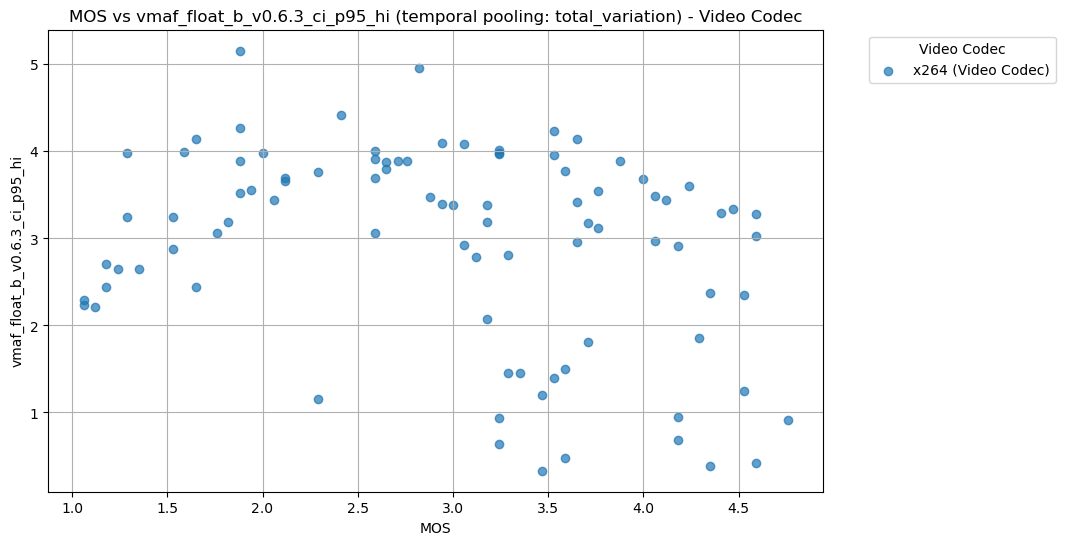 MOS vs vmaf_float_b_v0.6.3_ci_p95_hi (temporal pooling: total_variation) - Video Codec
Video Codec
x264 (Video Codec)
vmaf_float_b_v0.6.3_ci_p95_hi
5
4
3
2
1
1.0 1.5 2.0 2.5 3.0 3.5 4.0 4.5
MOS